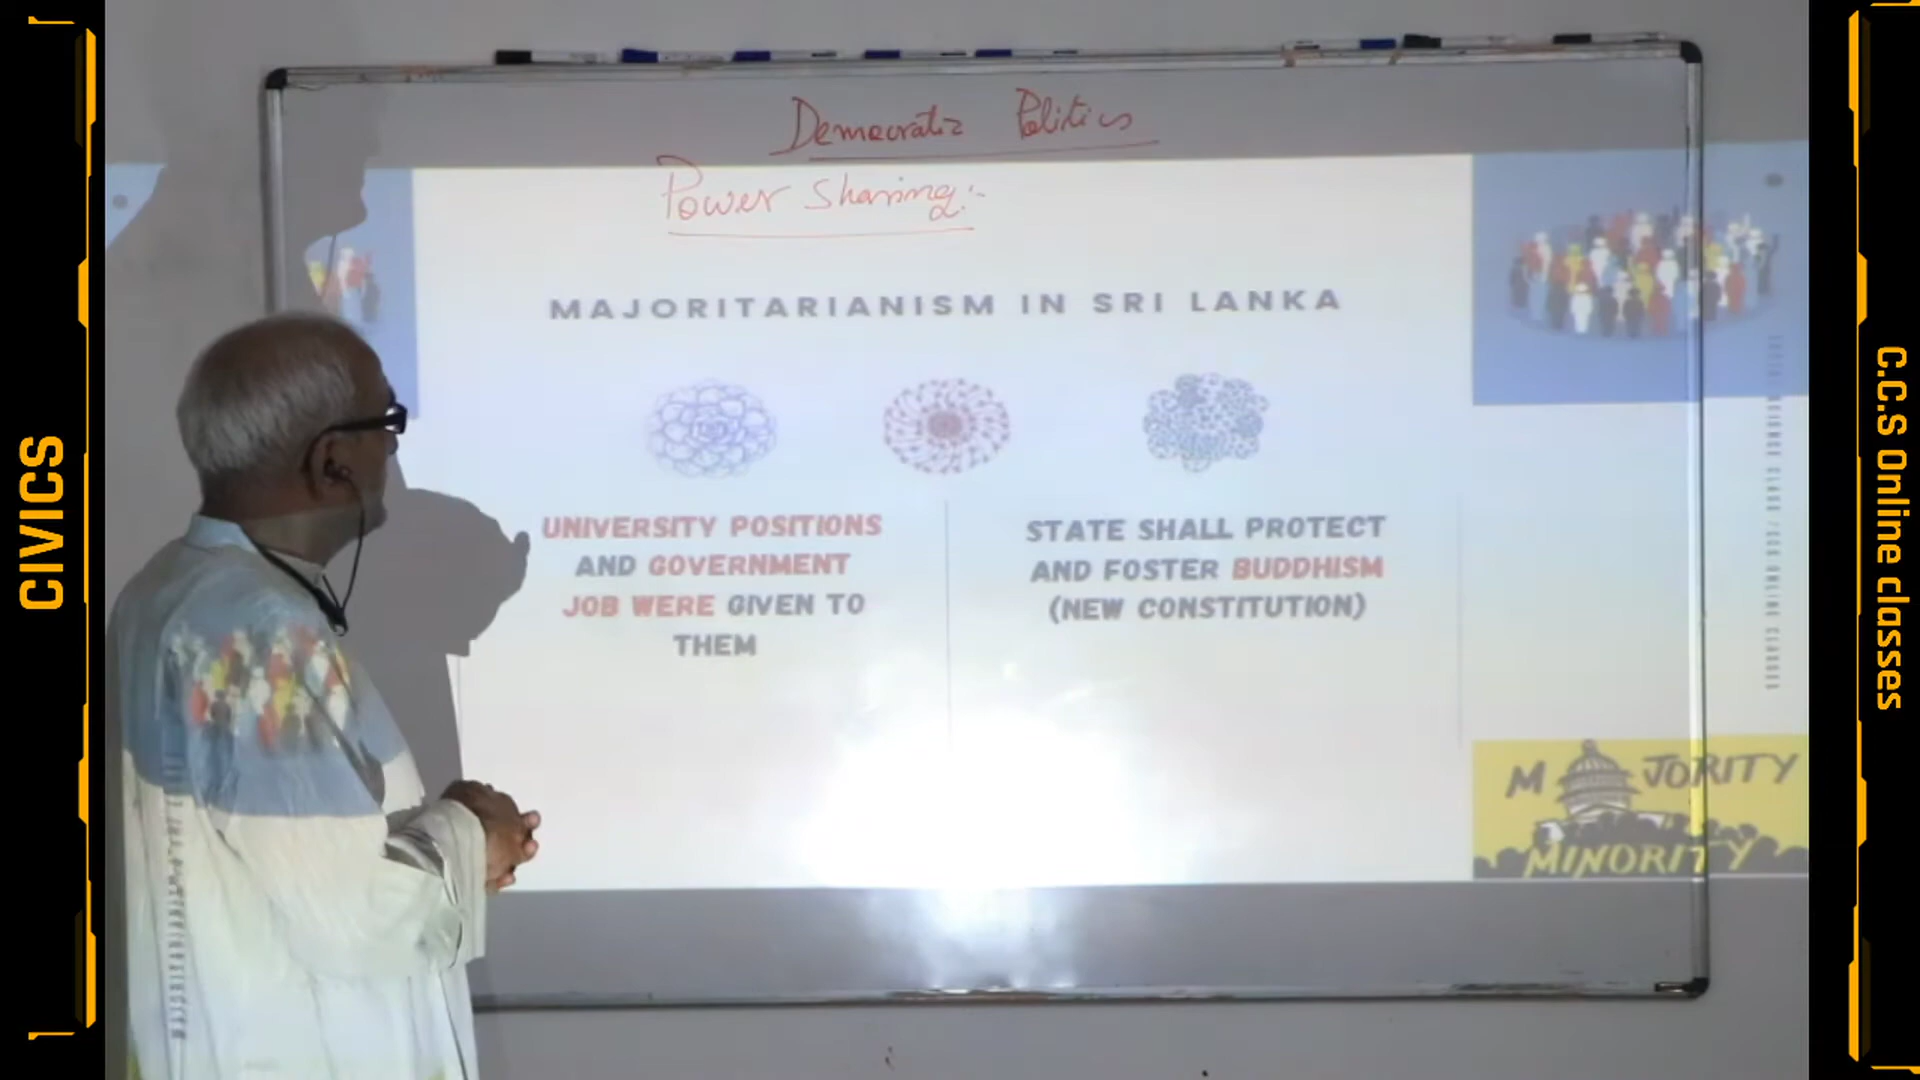 CIVICS
Democratic Politics
Power Sharing:-
MAJORITARIANISM IN SRI LANKA
UNIVERSITY POSITIONS
AND GOVERNMENT
JOB WERE GIVEN TO
THEM
STATE SHALL PROTECT
AND FOSTER BUDDHISM
(NEW CONSTITUTION)
M JORITY
MINORITY
C.C.S Online classes